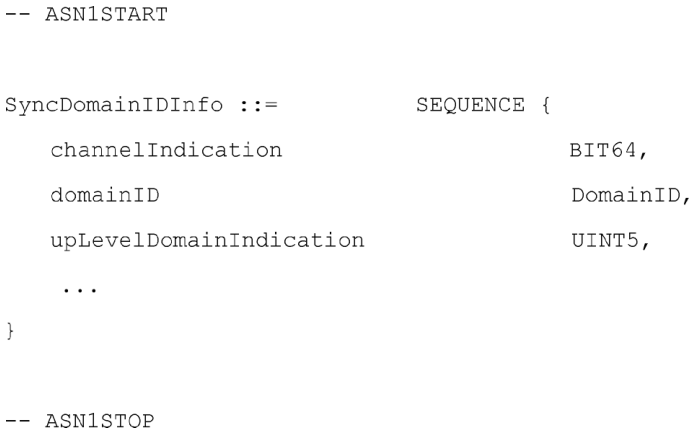 -- ASN1START
SyncDomainIDInfo ::= SEQUENCE {
channelIndication BIT64,
domainID DomainID,
upLevelDomainIndication UINT5,
...
}
-- ASN1STOP